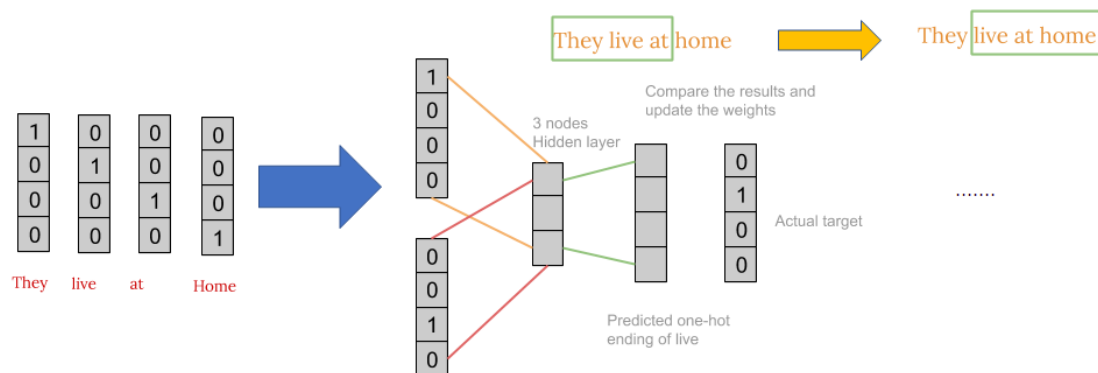 They live at home
They live at home
Compare the results and
update the weights
3 nodes
Hidden layer
1
0
0
0
1 0 0 0
0 1 0 0
0 0 1 0
0 0 0 1
They live at Home
0
0
1
0
0
1
0
0
Actual target
.......
Predicted one-hot
ending of live